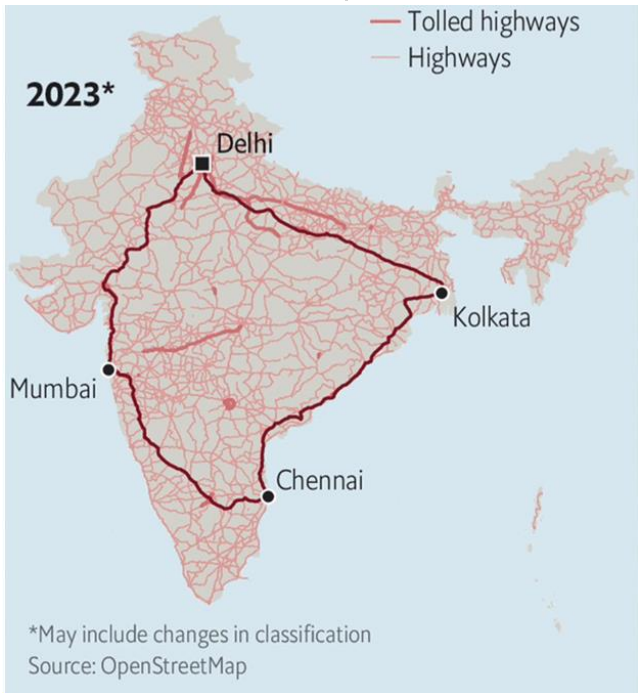 Tolled highways
Highways
2023*
Delhi
Kolkata
Mumbai
Chennai
*May include changes in classification
Source: OpenStreetMap